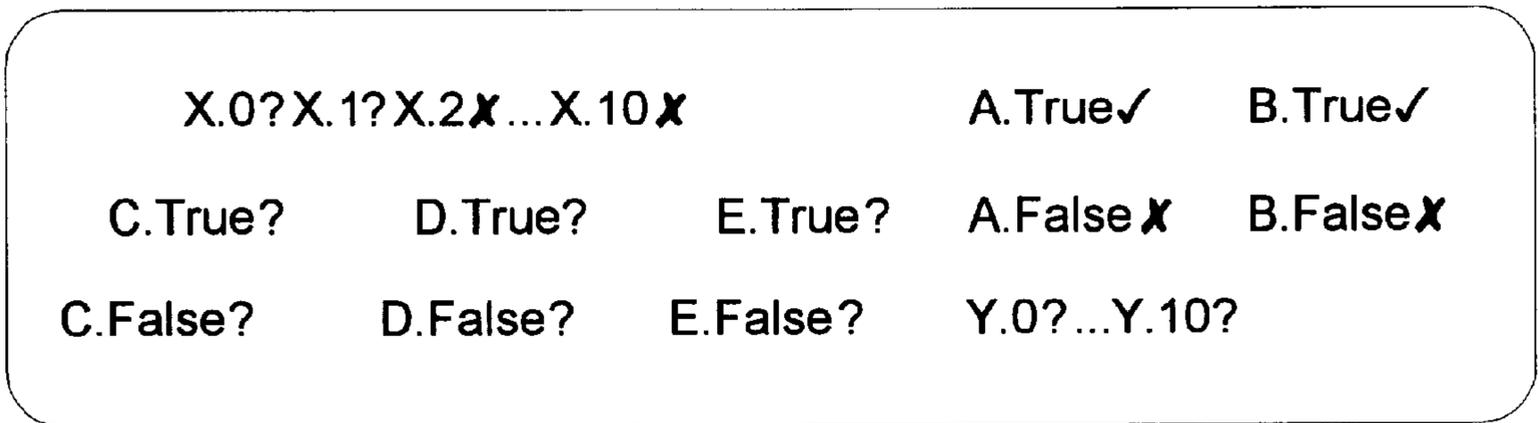 X.0? X.1? X.2✗...X.10✗ A.True✓ B.True✓
C.True? D.True? E.True? A.False✗ B.False✗
C.False? D.False? E.False? Y.0?...Y.10?